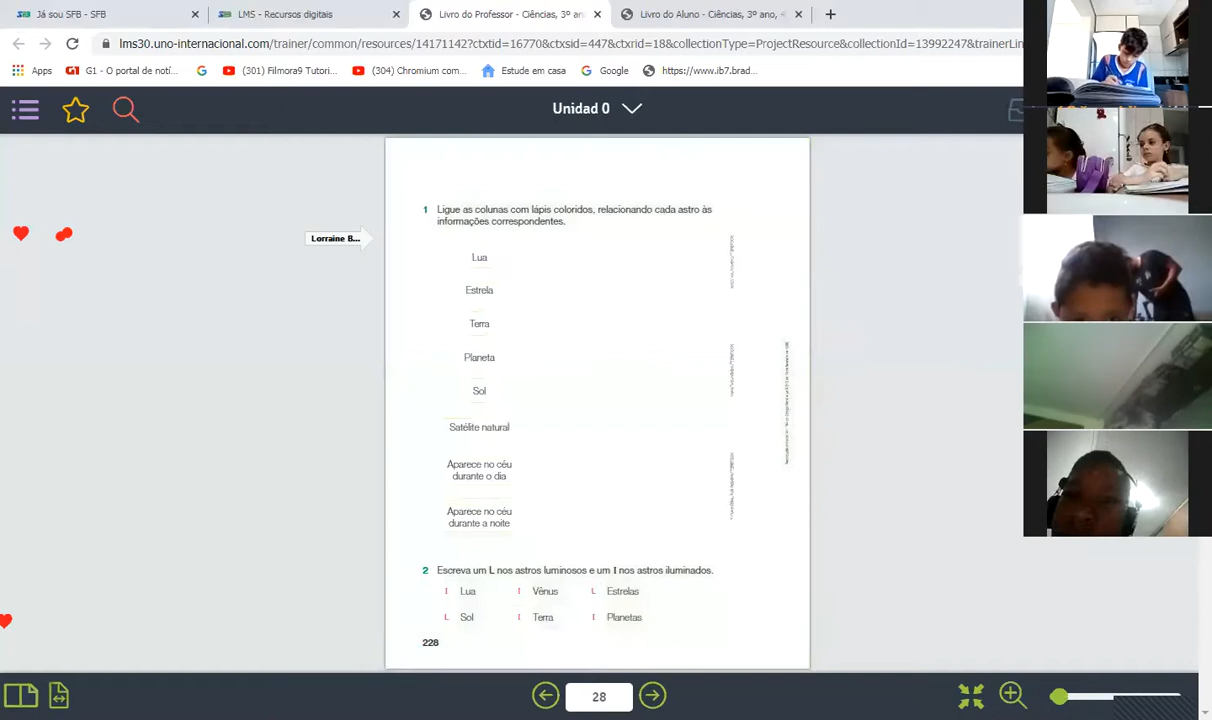 Já sou SFB - SFB
LMS - Recursos digitais
Livro do Professor - Ciências, 3º an
Livro do Aluno - Ciências, 3º ano,
lms30.uno-internacional.com/trainer/common/resources/14171142?ctxtid=16770&ctxsid=447&ctxrid=18&collectionType=ProjectResource&collectionId=13992247&trainerLin
Apps
G1 - O portal de notí...
(301) Filmora9 Tutori...
(304) Chromium com...
Estude em casa
Google
https://www.ib7.brad...
Unidad 0
Lorraine B...
1 Ligue as colunas com lápis coloridos, relacionando cada astro às
informações correspondentes.
Lua
Estrela
Terra
Planeta
Sol
Satélite natural
Aparece no céu
durante o dia
Aparece no céu
durante a noite
2 Escreva um L nos astros luminosos e um I nos astros iluminados.
I Lua I Vênus L Estrelas
L Sol I Terra I Planetas
228
28